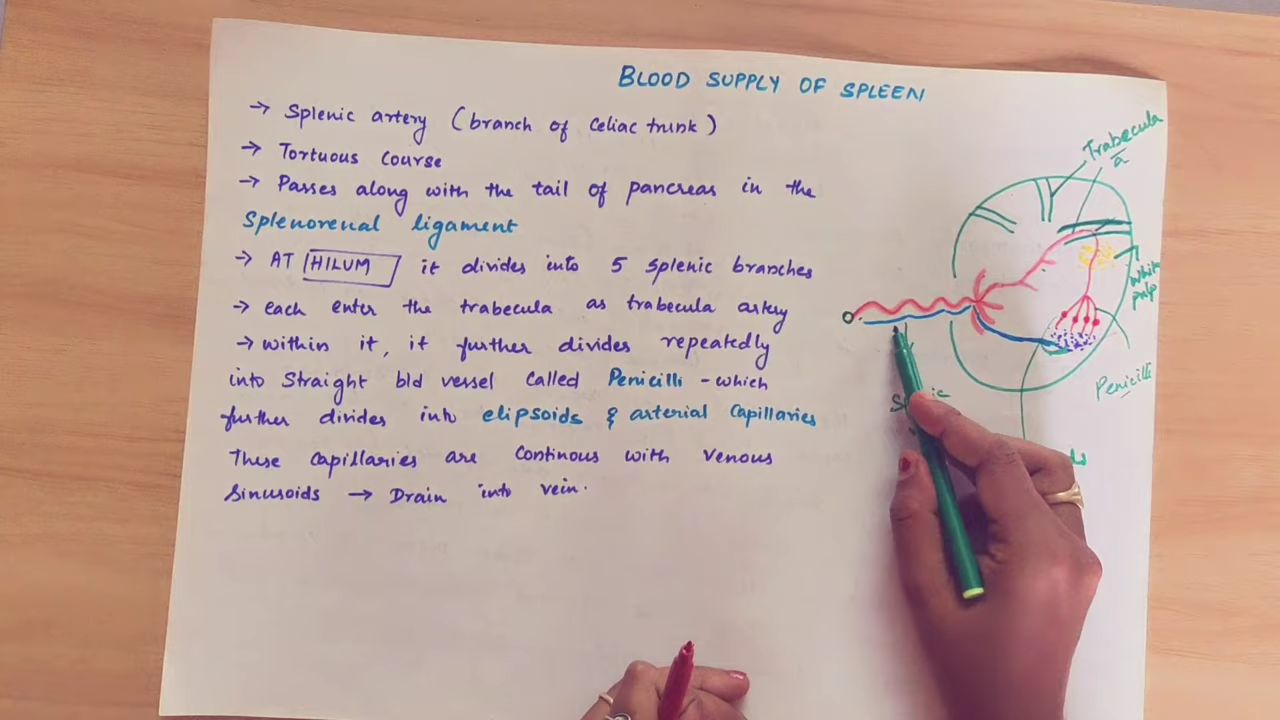 BLOOD SUPPLY OF SPLEEN
→ Splenic artery (branch of Celiac trunk)
→ Tortuous Course
→ Passes along with the tail of pancreas in the
Splenorenal ligament
→ AT HILUM it divides into 5 splenic branches
→ each enter the trabecula as trabecula artery
→ within it, it further divides repeatedly
into Straight bld vessel called Penicilli - which
further divides into elipsoids & arterial Capillaries
These Capillaries are Continous with venous
Sinusoids → Drain into vein.
Trabecula
a
White
pulp
Penicilli